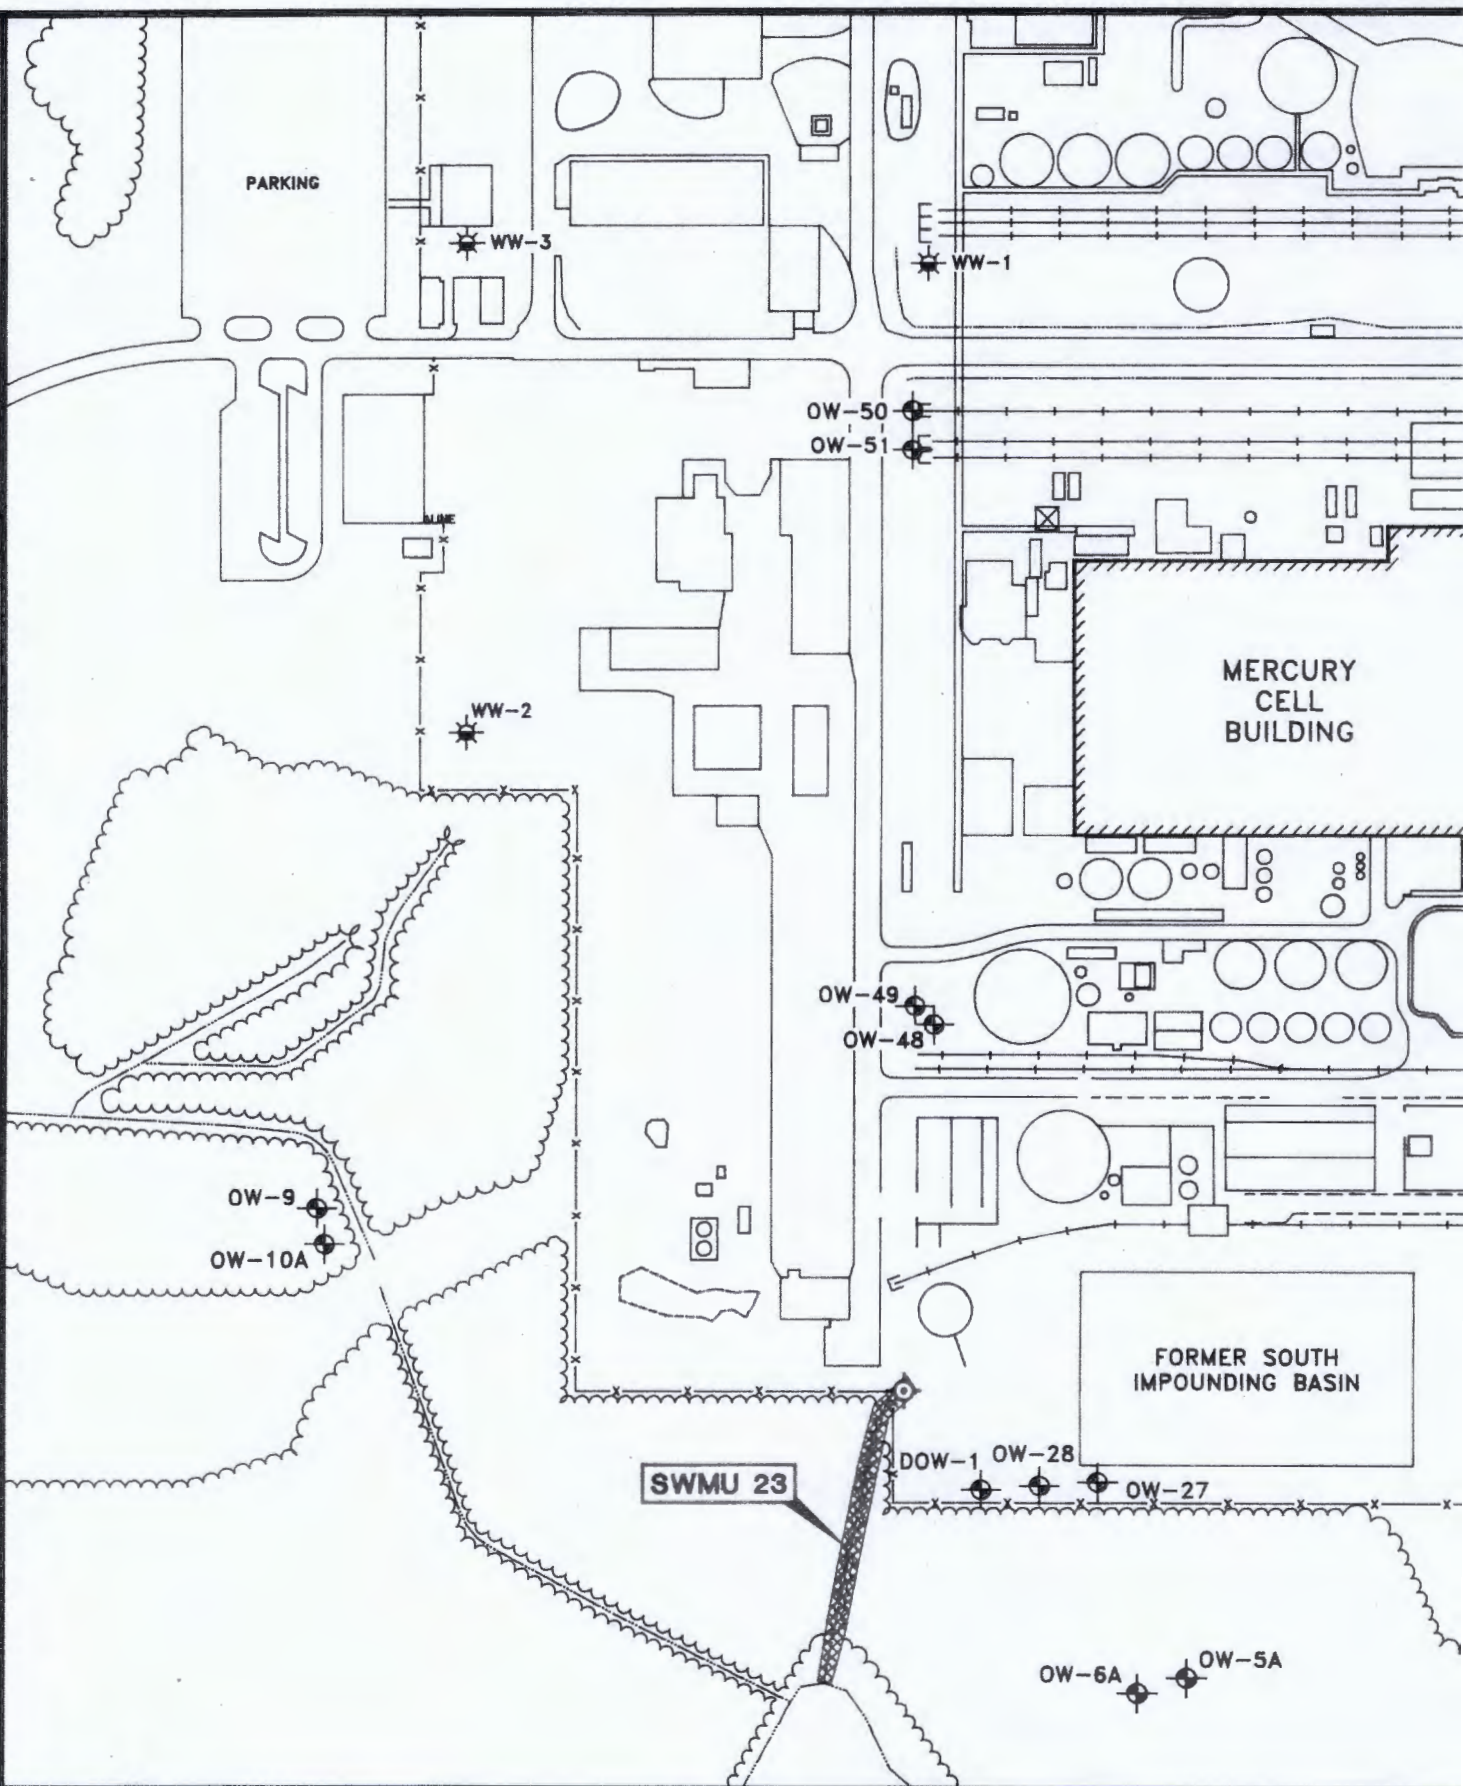 PARKING
WW-3
WW-1
OW-50
OW-51
MERCURY
CELL
BUILDING
WW-2
OW-49
OW-48
OW-9
OW-10A
FORMER SOUTH
IMPOUNDING BASIN
DOW-1
OW-28
OW-27
SWMU 23
OW-6A
OW-5A